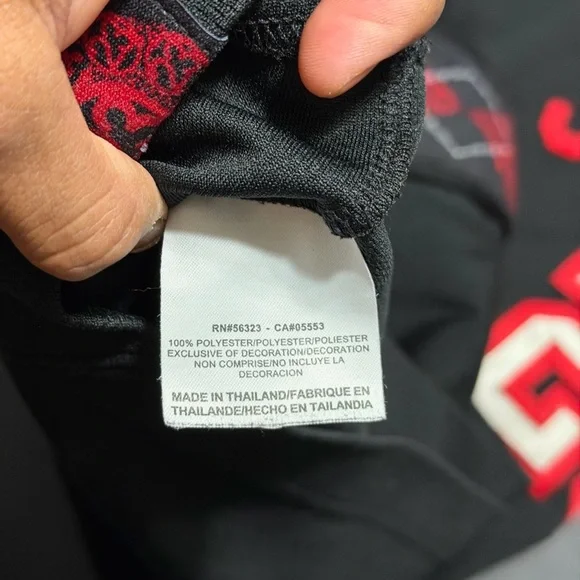 RN#56323 - CA#05553
100% POLYESTER/POLYESTER/POLIESTER
EXCLUSIVE OF DECORATION/DECORATION
NON COMPRISE/NO INCLUYE LA
DECORACION
MADE IN THAILAND/FABRIQUE EN
THAILANDE/HECHO EN TAILANDIA